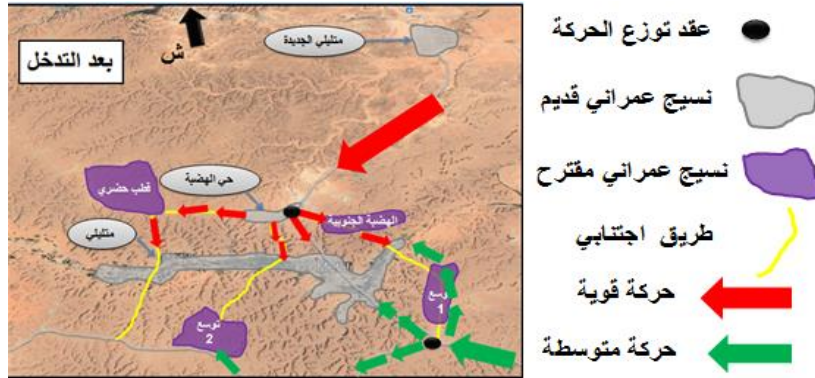 ش
متليلي الجديدة
بعد التدخل
حي الهضبة
قطب حضري
الهضبة الجنوبية
متليلي
توسع
1
توسع
2
عقد توزع الحركة
نسيج عمراني قديم
نسيج عمراني مقترح
طريق اجتنابي
حركة قوية
حركة متوسطة